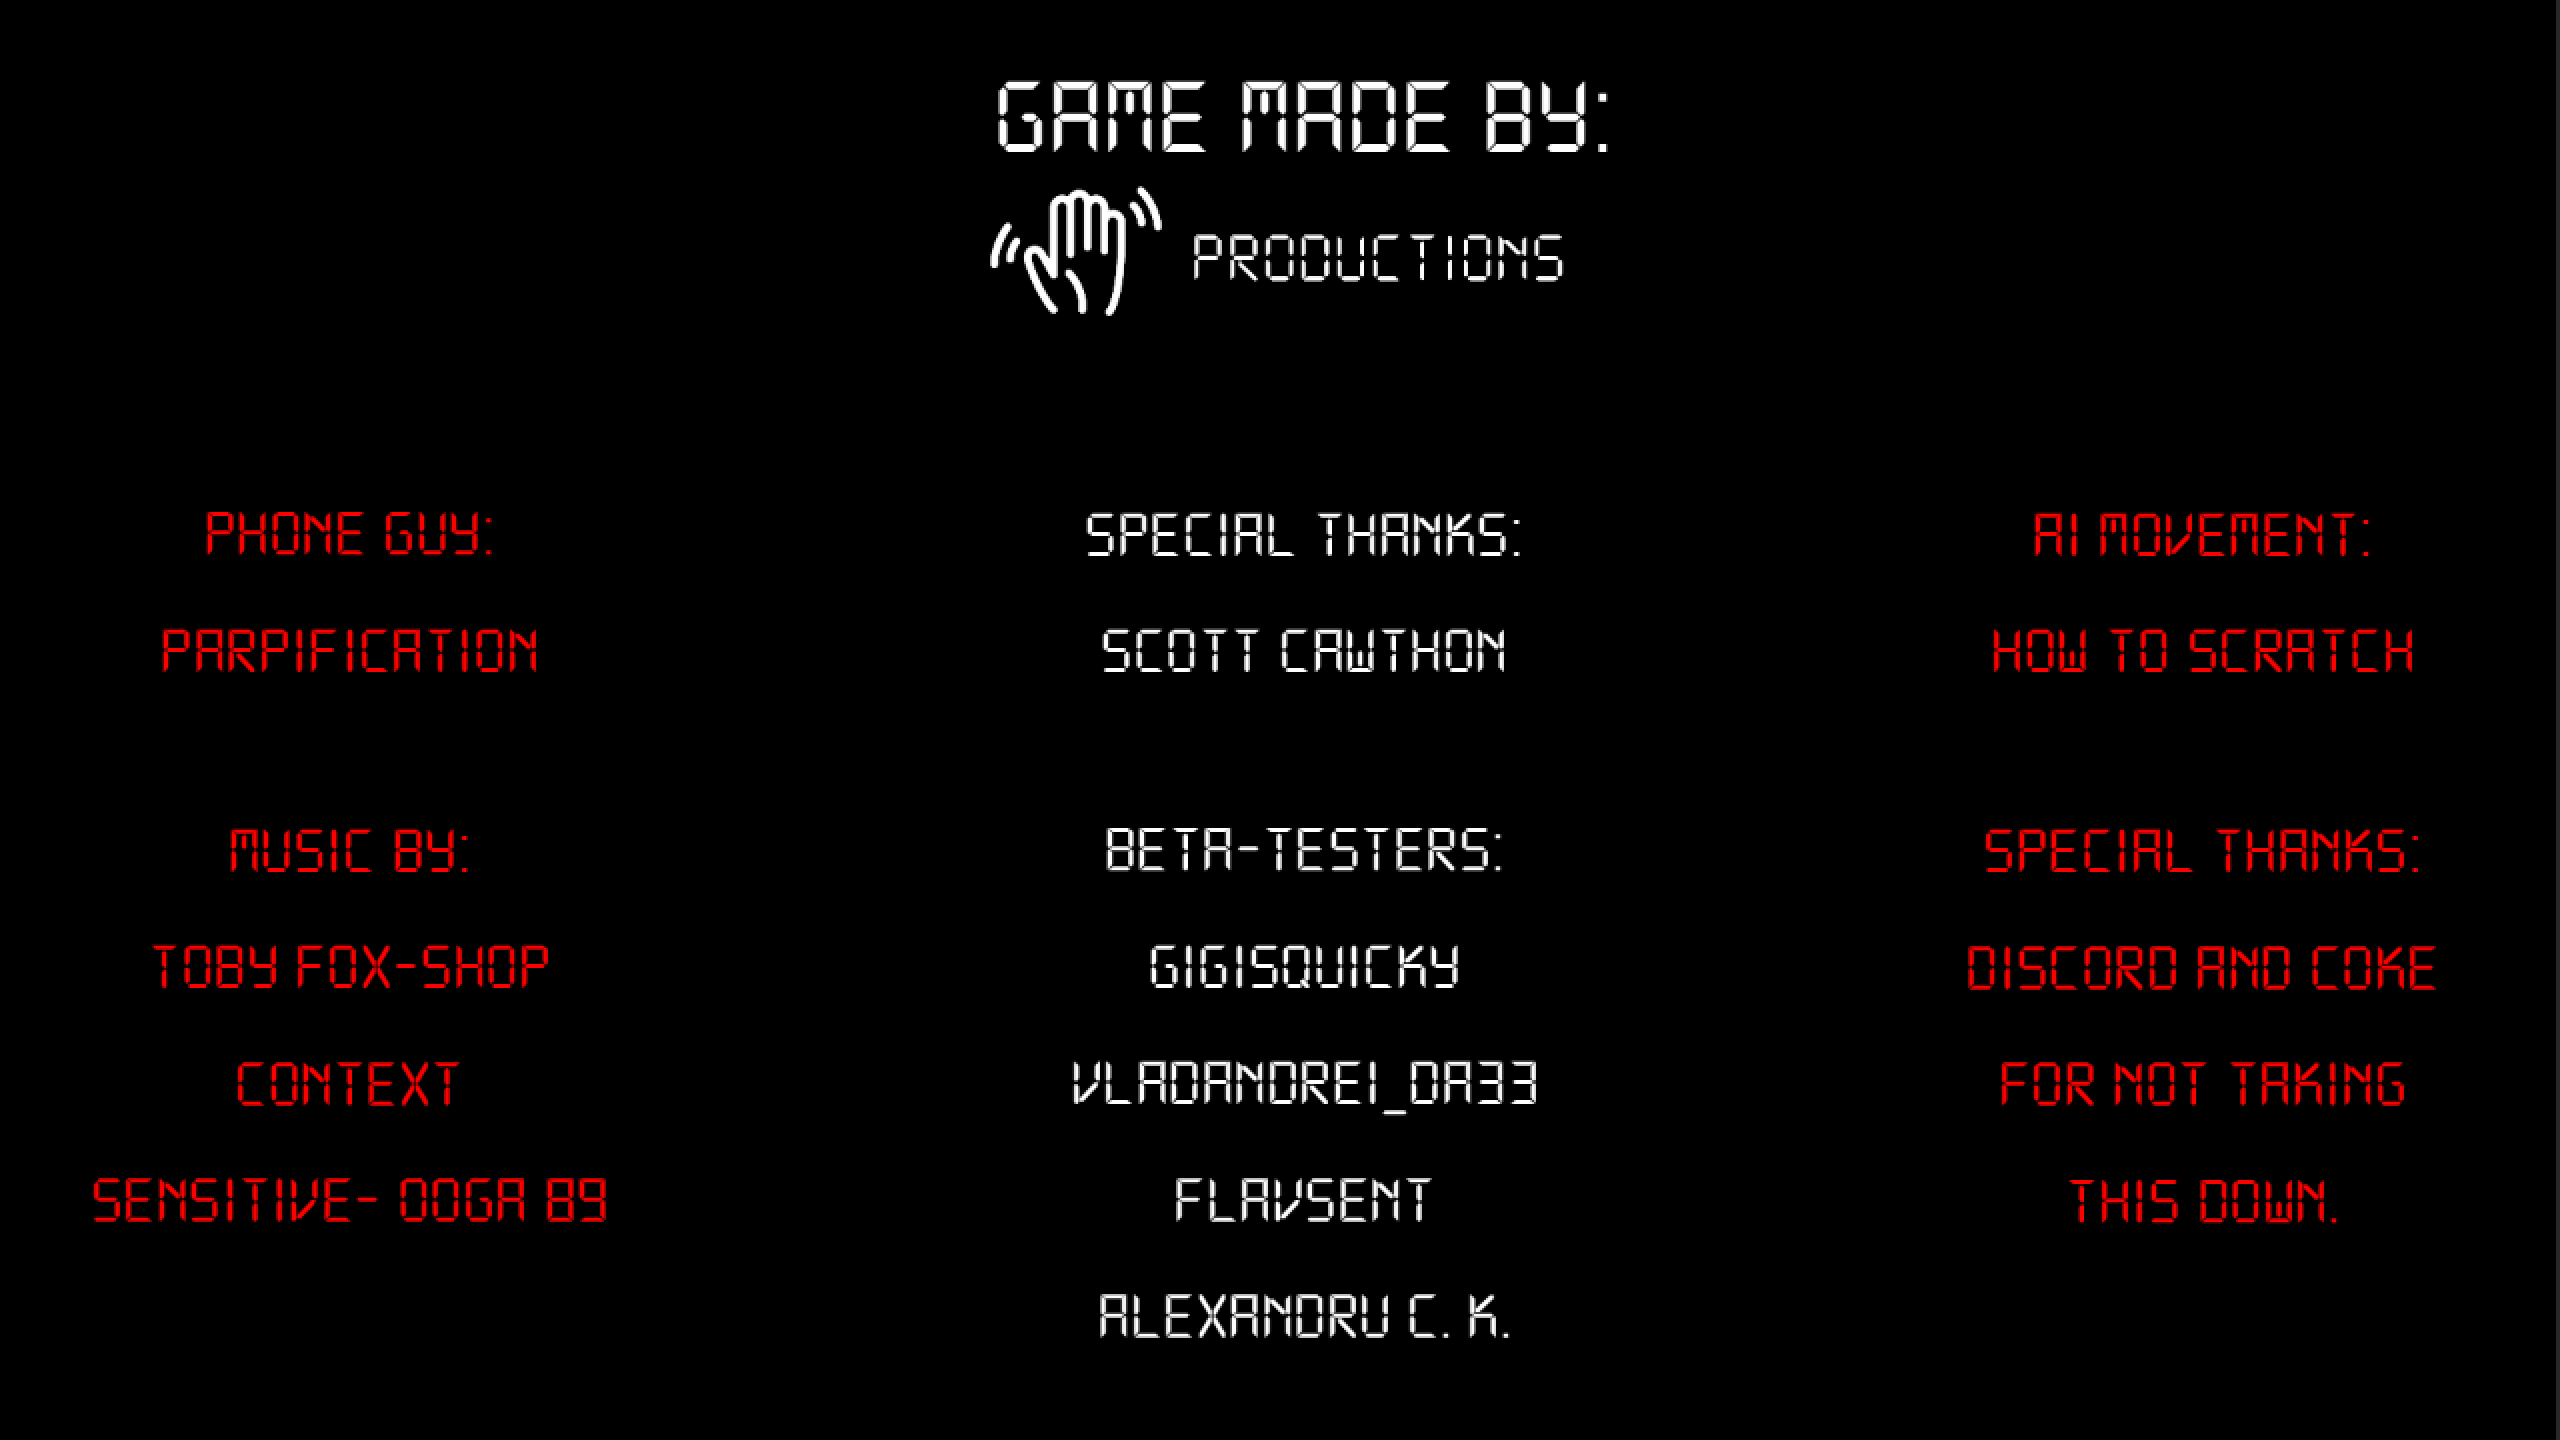 GAME MADE BY:
PRODUCTIONS
PHONE GUY:
PARPIFICATION
MUSIC BY:
TOBY FOX-SHOP
CONTEXT
SENSITIVE- OOGA 89
SPECIAL THANKS:
SCOTT CAWTHON
BETA-TESTERS:
GIGISQUICKY
VLADANDREI_DA33
FLAVSENT
ALEXANDRU C. K.
AI MOVEMENT:
HOW TO SCRATCH
SPECIAL THANKS:
DISCORD AND COKE
FOR NOT TAKING
THIS DOWN.